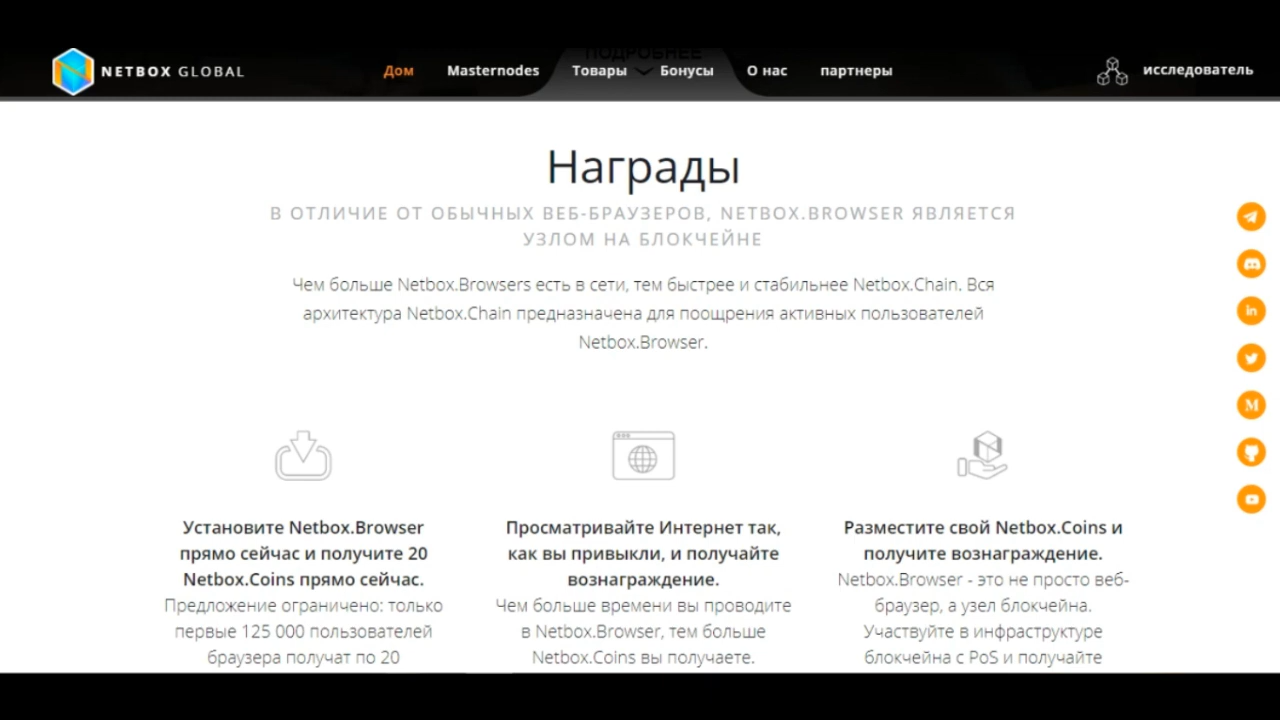 ПОДРОБНЕЕ
NETBOX GLOBAL
Дом Masternodes Товары Бонусы О нас партнеры
исследователь
Награды
В ОТЛИЧИЕ ОТ ОБЫЧНЫХ ВЕБ-БРАУЗЕРОВ, NETBOX.BROWSER ЯВЛЯЕТСЯ
УЗЛОМ НА БЛОКЧЕЙНЕ
Чем больше Netbox.Browsers есть в сети, тем быстрее и стабильнее Netbox.Chain. Вся
архитектура Netbox.Chain предназначена для поощрения активных пользователей
Netbox.Browser.
Установите Netbox.Browser
прямо сейчас и получите 20
Netbox.Coins прямо сейчас.
Предложение ограничено: только
первые 125 000 пользователей
браузера получат по 20
Просматривайте Интернет так,
как вы привыкли, и получайте
вознаграждение.
Чем больше времени вы проводите
в Netbox.Browser, тем больше
Netbox.Coins вы получаете.
Разместите свой Netbox.Coins и
получите вознаграждение.
Netbox.Browser - это не просто веб-
браузер, а узел блокчейна.
Участвуйте в инфраструктуре
блокчейна с PoS и получайте
in
M